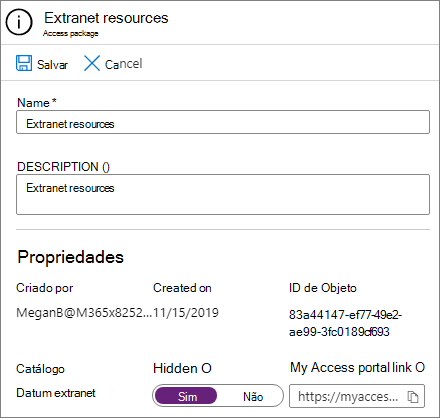 Extranet resources
Access package
Salvar Cancel
Name *
Extranet resources
DESCRIPTION ()
Extranet resources
Propriedades
Criado por Created on ID de Objeto
MeganB@M365x8252... 11/15/2019 83a44147-ef77-49e2-
ae99-3fc0189cf693
Catálogo Hidden O My Access portal link O
Datum extranet Sim Não https://myacces...